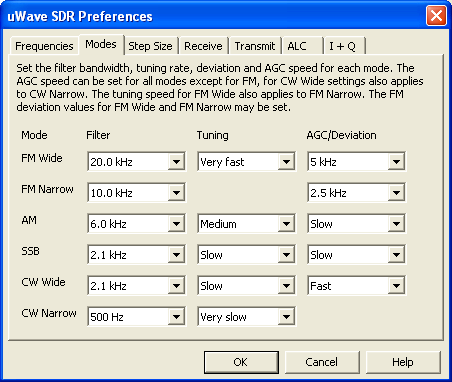 uWave SDR Preferences
Frequencies Modes Step Size Receive Transmit ALC I + Q
Set the filter bandwidth, tuning rate, deviation and AGC speed for each mode. The
AGC speed can be set for all modes except for FM, for CW Wide settings also applies
to CW Narrow. The tuning speed for FM Wide also applies to FM Narrow. The FM
deviation values for FM Wide and FM Narrow may be set.
Mode Filter Tuning AGC/Deviation
FM Wide 20.0 kHz Very fast 5 kHz
FM Narrow 10.0 kHz 2.5 kHz
AM 6.0 kHz Medium Slow
SSB 2.1 kHz Slow Slow
CW Wide 2.1 kHz Slow Fast
CW Narrow 500 Hz Very slow
OK Cancel Help